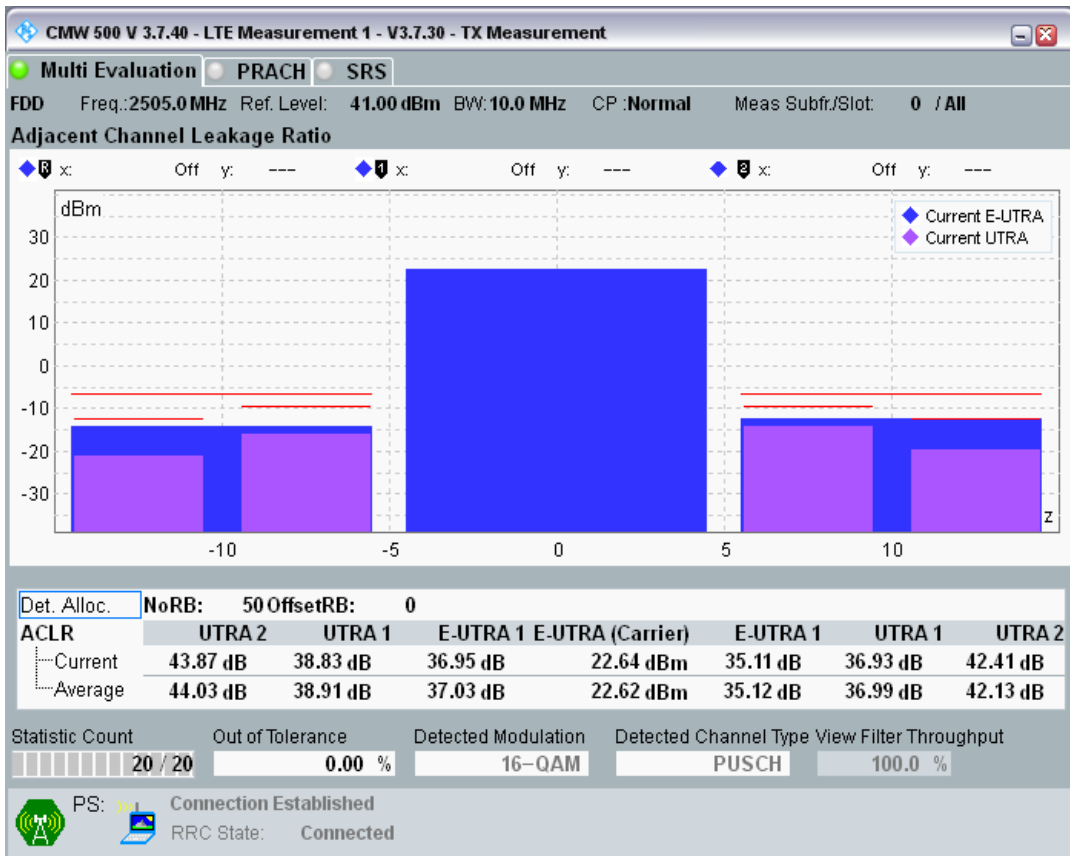 CMW 500 V 3.7.40 - LTE Measurement 1 - V3.7.30 - TX Measurement
Multi Evaluation PRACH SRS
FDD Freq.:2505.0 MHz Ref. Level: 41.00 dBm BW:10.0 MHz CP :Normal Meas Subfr./Slot: 0 / All
Adjacent Channel Leakage Ratio
R x: Off y: --- 1 x: Off y: --- 2 x: Off y: ---
dBm
Current E-UTRA
Current UTRA
30
20
10
0
-10
-20
-30
z
-10 -5 0 5 10
Det. Alloc. NoRB: 50 OffsetRB: 0
ACLR UTRA 2 UTRA 1 E-UTRA 1 E-UTRA (Carrier) E-UTRA 1 UTRA 1 UTRA 2
Current 43.87 dB 38.83 dB 36.95 dB 22.64 dBm 35.11 dB 36.93 dB 42.41 dB
Average 44.03 dB 38.91 dB 37.03 dB 22.62 dBm 35.12 dB 36.99 dB 42.13 dB
Statistic Count Out of Tolerance Detected Modulation Detected Channel Type View Filter Throughput
20 / 20 0.00 % 16-QAM PUSCH 100.0 %
PS: Connection Established
RRC State: Connected